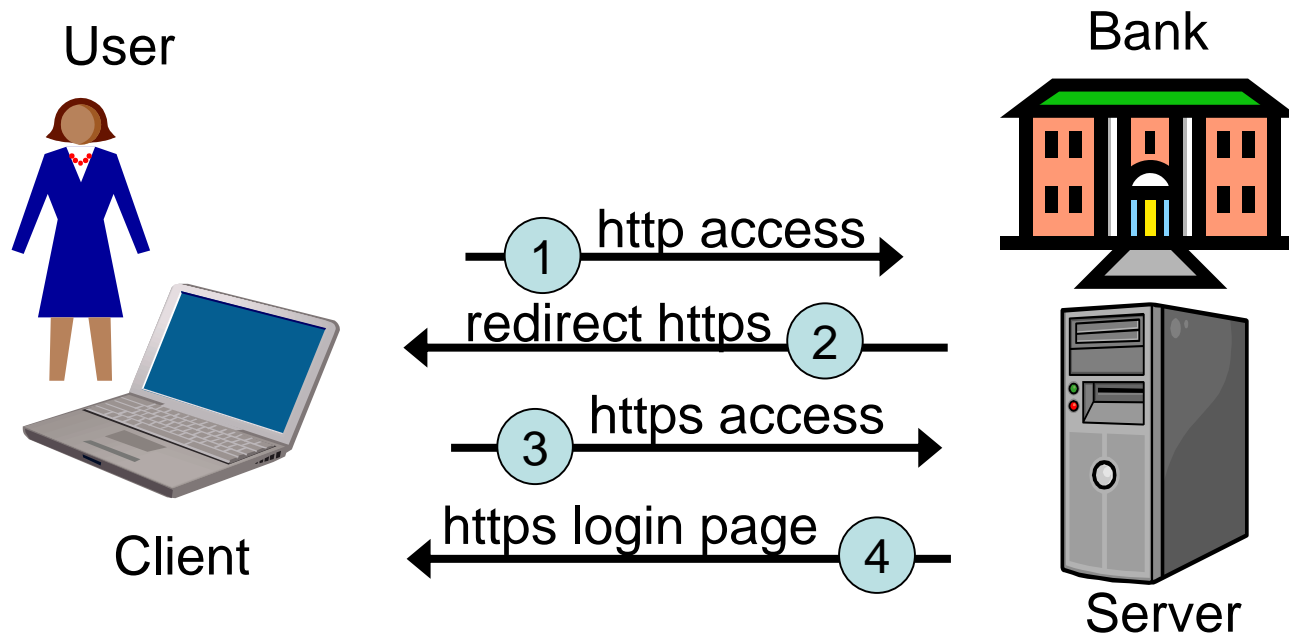 User
Bank
1 http access
redirect https 2
3 https access
https login page 4
Client
Server